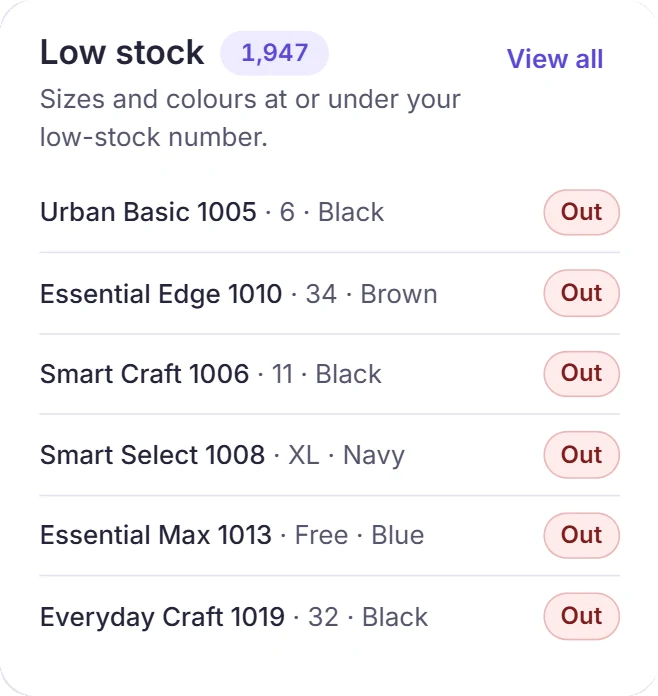 Low stock 1,947 View all
Sizes and colours at or under your
low-stock number.
Urban Basic 1005 · 6 · Black Out
Essential Edge 1010 · 34 · Brown Out
Smart Craft 1006 · 11 · Black Out
Smart Select 1008 · XL · Navy Out
Essential Max 1013 · Free · Blue Out
Everyday Craft 1019 · 32 · Black Out